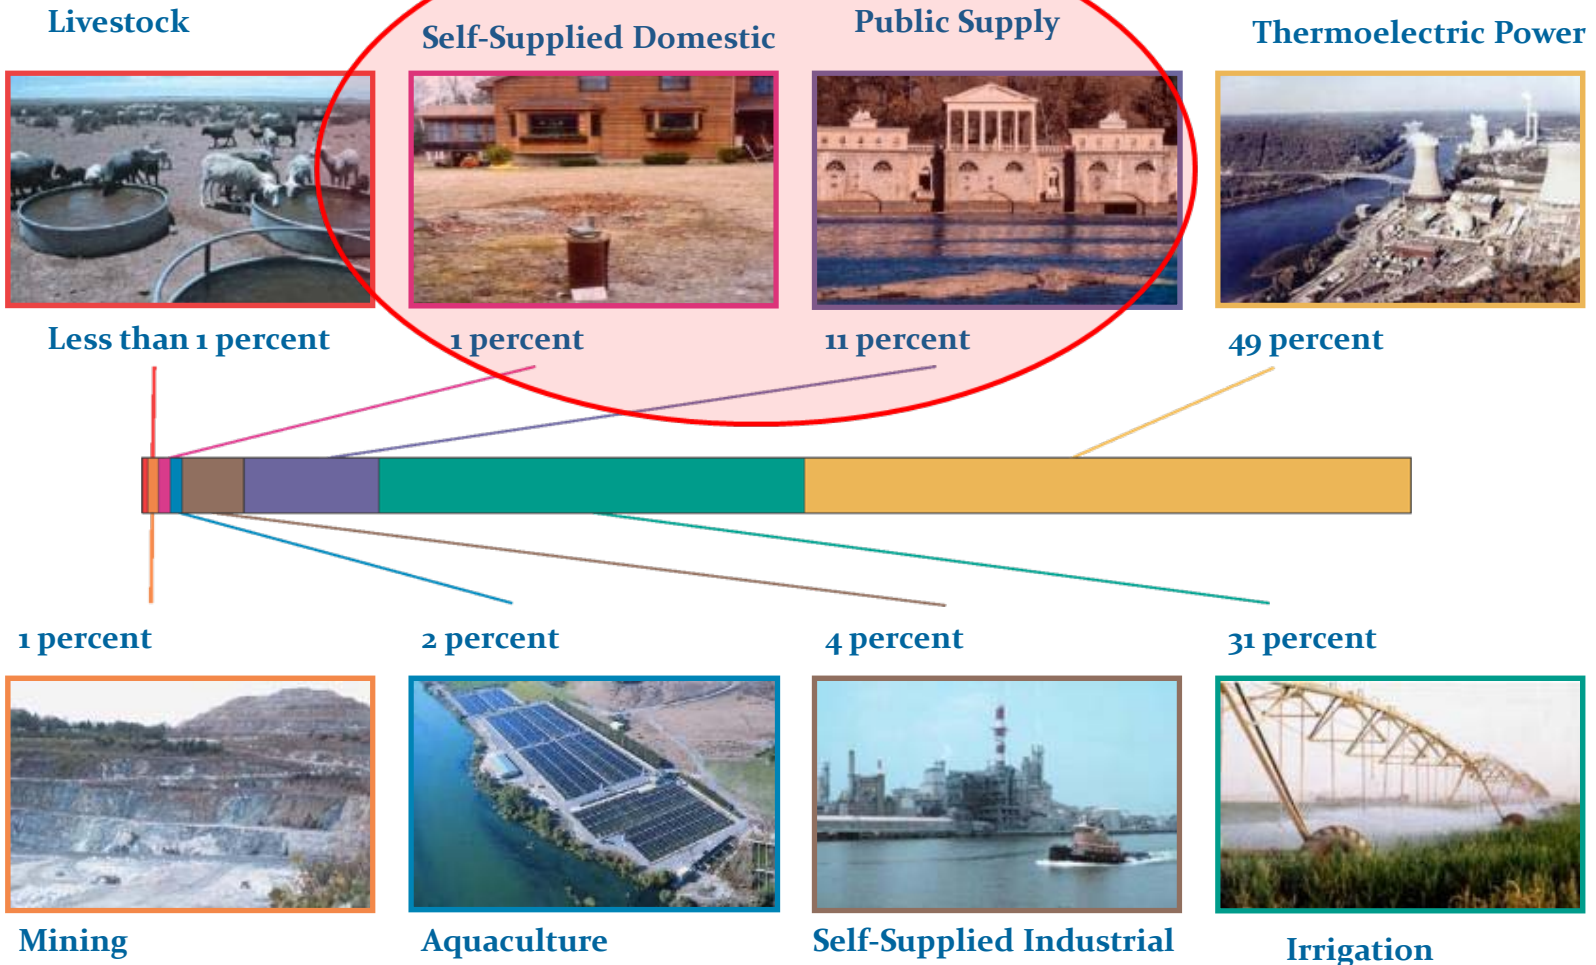 Livestock
Self-Supplied Domestic
Public Supply
Thermoelectric Power
Less than 1 percent
1 percent
11 percent
49 percent
1 percent
2 percent
4 percent
31 percent
Mining
Aquaculture
Self-Supplied Industrial
Irrigation